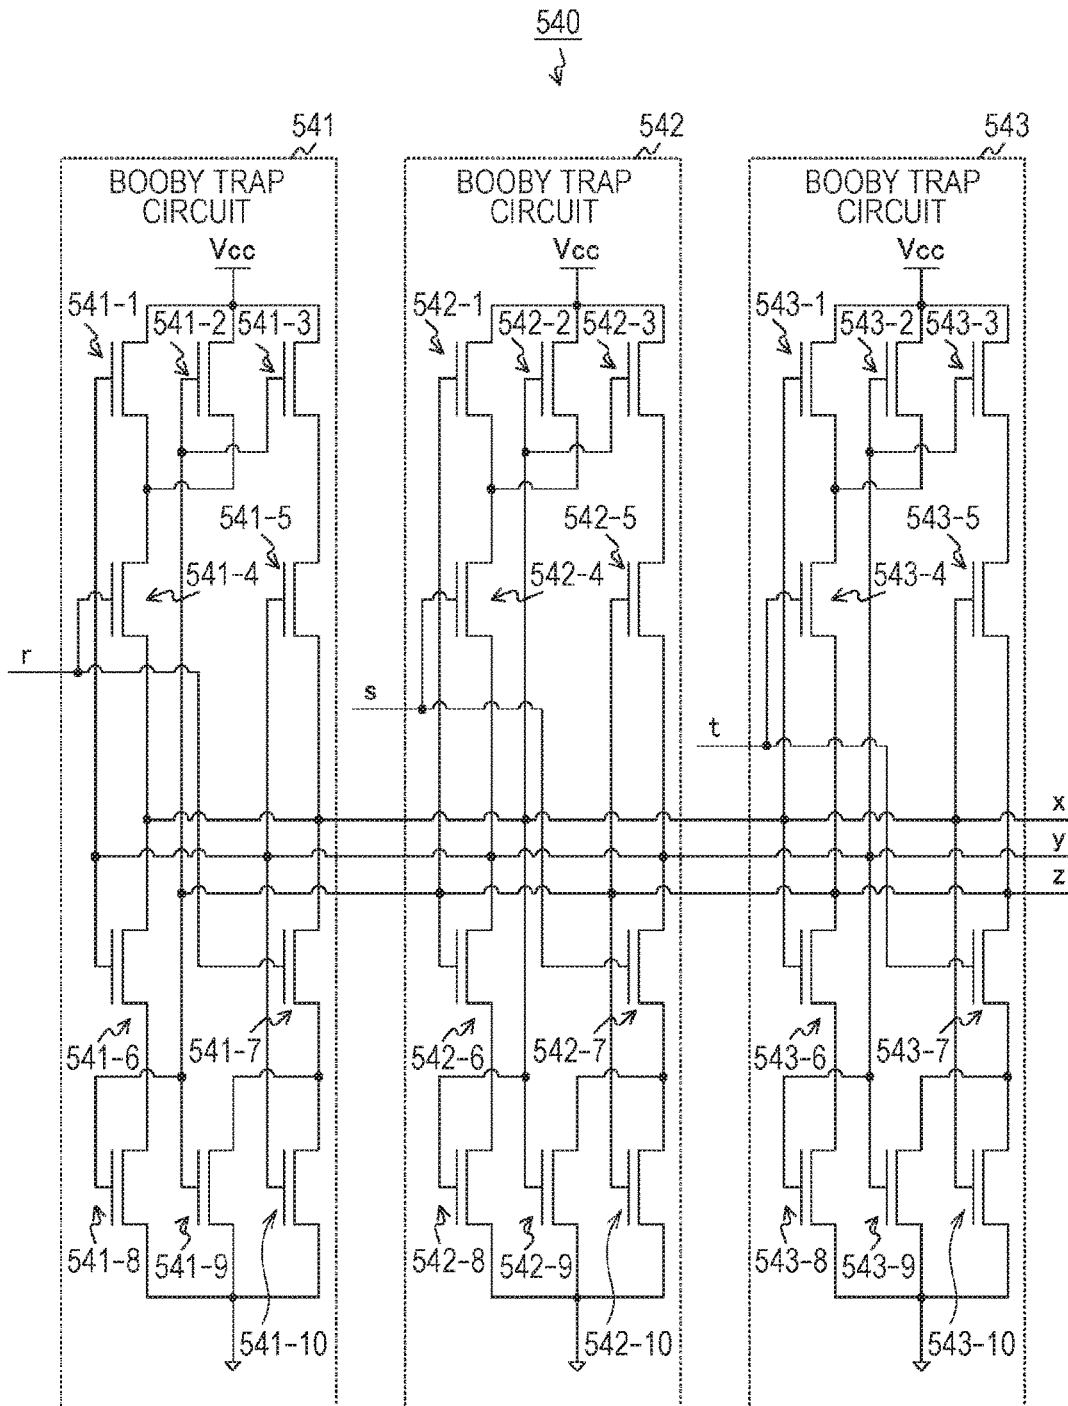 540
541
542
543
BOOBY TRAP
CIRCUIT
BOOBY TRAP
CIRCUIT
BOOBY TRAP
CIRCUIT
Vcc
Vcc
Vcc
541-1
541-2
541-3
542-1
542-2
542-3
543-1
543-2
543-3
541-5
542-5
543-5
541-4
542-4
543-4
r
s
t
x
y
z
541-6
541-7
542-6
542-7
543-6
543-7
541-8
541-9
542-8
542-9
543-8
543-9
541-10
542-10
543-10